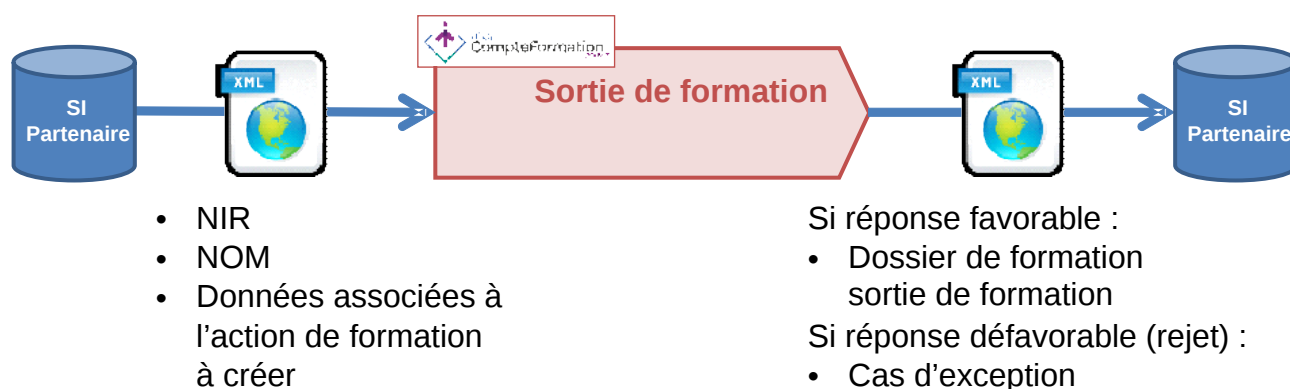 CompteFormation
XML
XML
Sortie de formation
SI
Partenaire
SI
Partenaire
• NIR
• NOM
• Données associées à
l’action de formation
à créer
Si réponse favorable :
• Dossier de formation
sortie de formation
Si réponse défavorable (rejet) :
• Cas d’exception